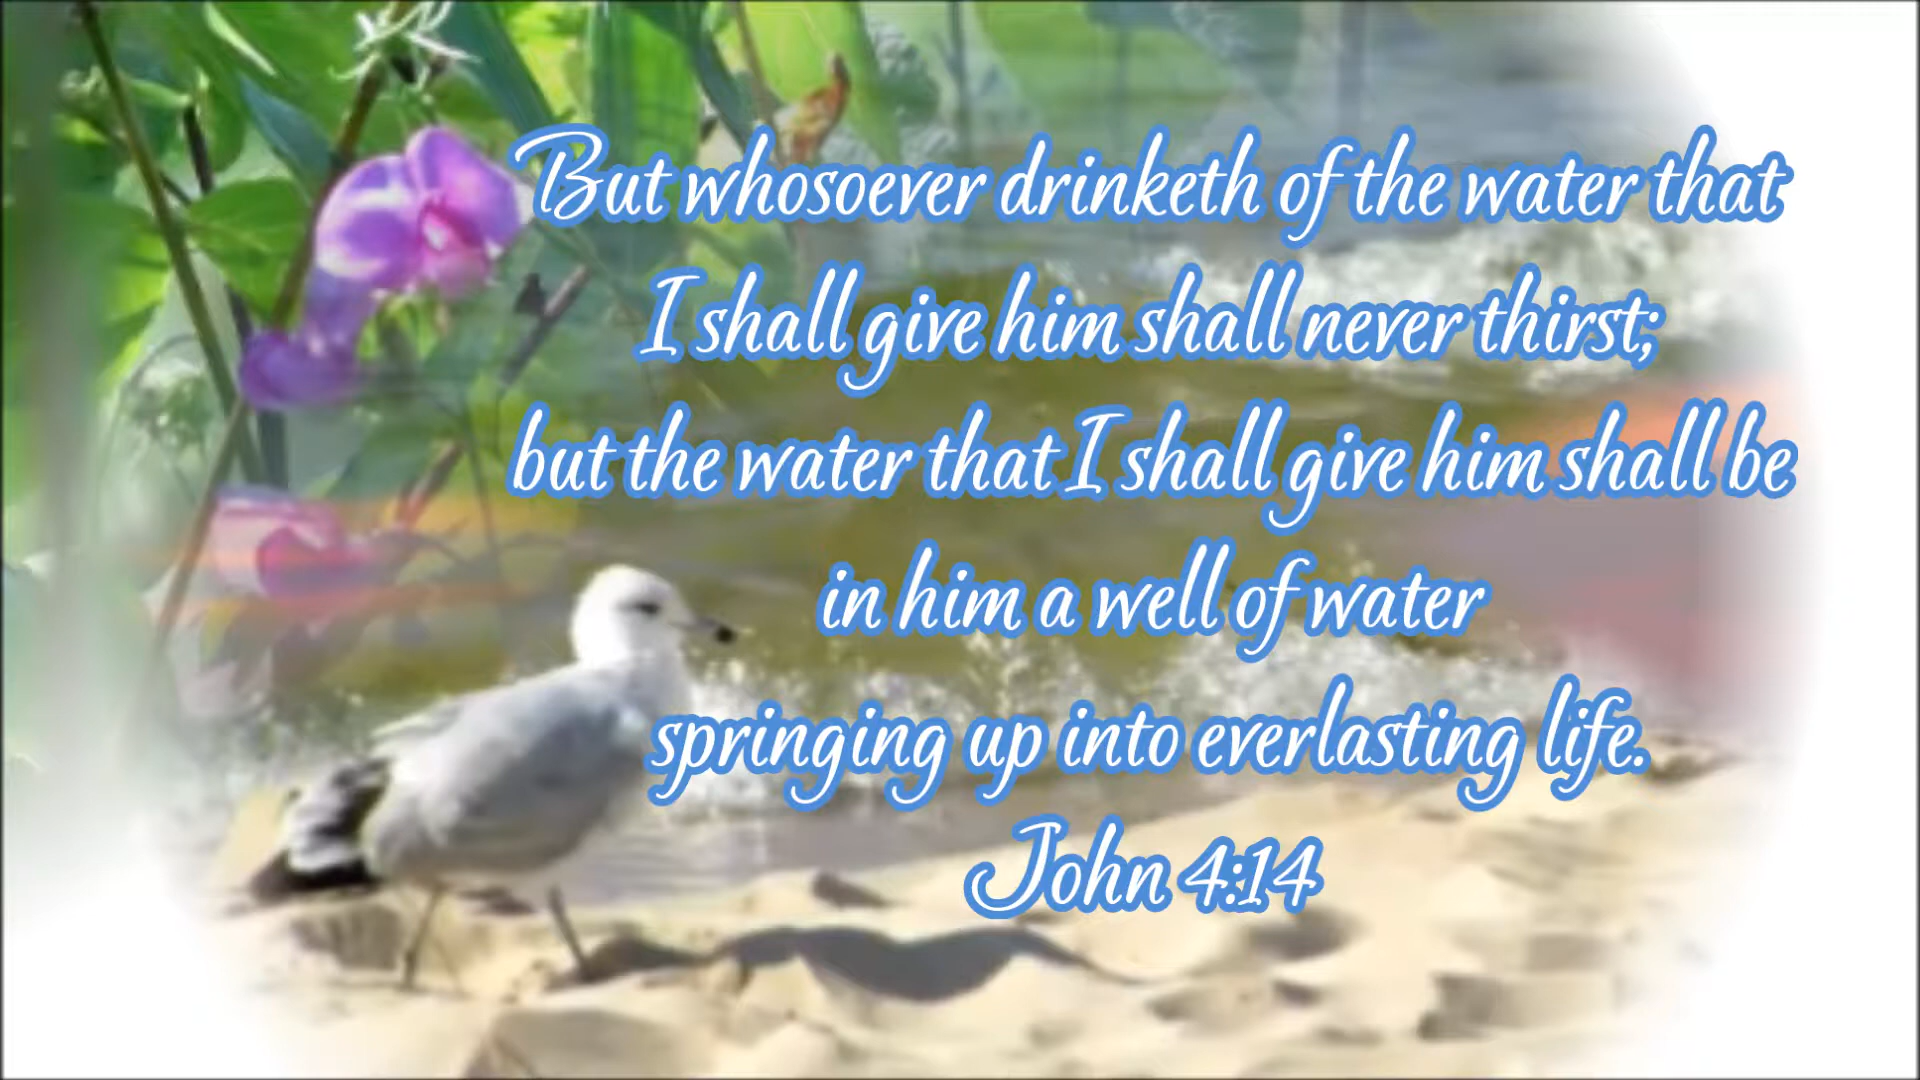 But whosoever drinketh of the water that
I shall give him shall never thirst;
but the water that I shall give him shall be
in him a well of water
springing up into everlasting life.
John 4:14